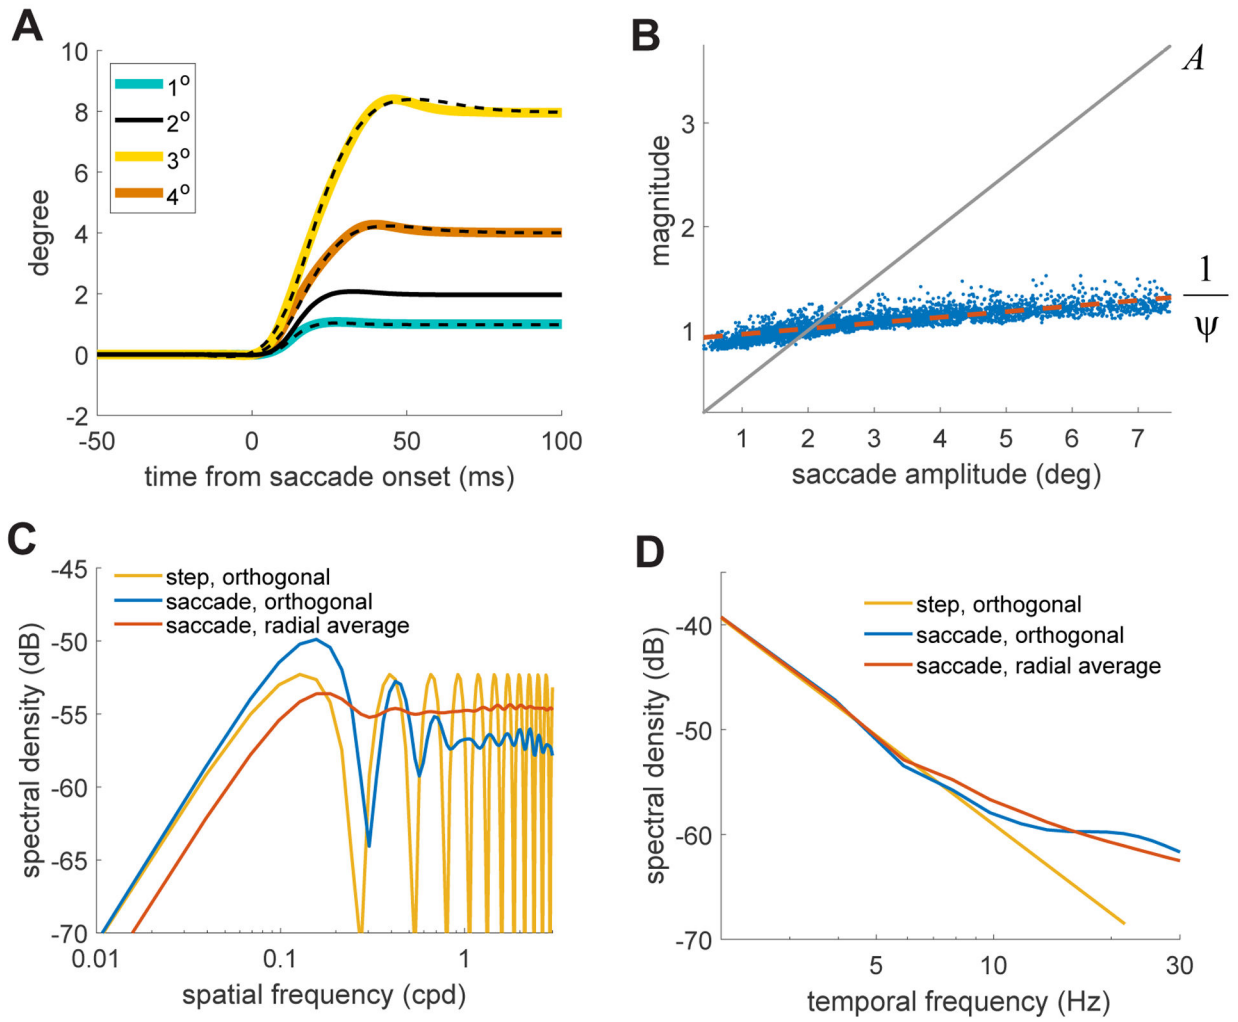 A
10
8
6
4
2
0
-2
degree
1o
2o
3o
4o
-50
0
50
100
time from saccade onset (ms)
B
3
2
1
magnitude
A
1
ψ
1
2
3
4
5
6
7
saccade amplitude (deg)
C
-45
-50
-55
-60
-65
-70
spectral density (dB)
step, orthogonal
saccade, orthogonal
saccade, radial average
0.01
0.1
1
spatial frequency (cpd)
D
-40
-50
-60
-70
spectral density (dB)
step, orthogonal
saccade, orthogonal
saccade, radial average
5
10
30
temporal frequency (Hz)